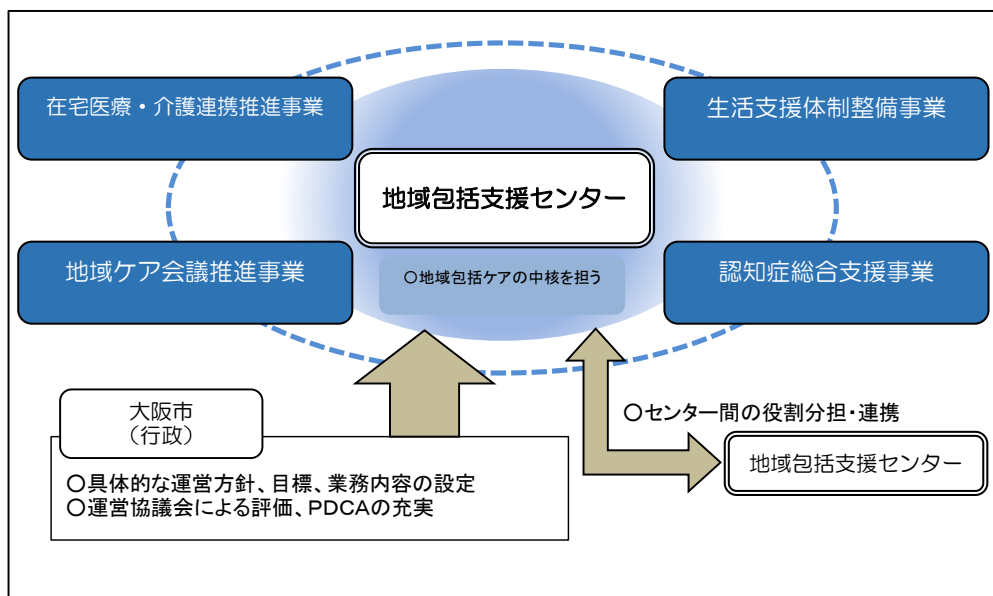 在宅医療・介護連携推進事業
生活支援体制整備事業
地域包括支援センター
地域ケア会議推進事業
〇地域包括ケアの中核を担う
認知症総合支援事業
大阪市
（行政）
〇センター間の役割分担・連携
地域包括支援センター
〇具体的な運営方針、目標、業務内容の設定
〇運営協議会による評価、PDCAの充実